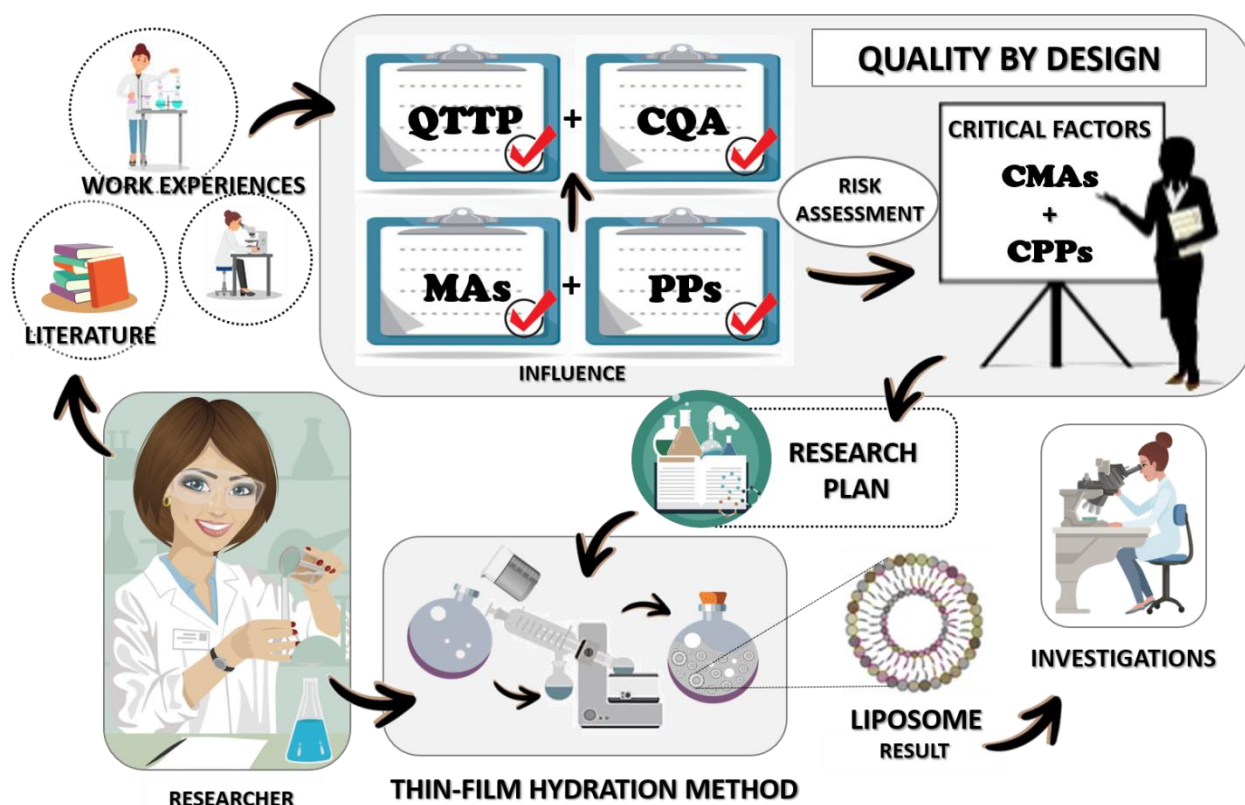 QUALITY BY DESIGN
QTTP
+
CQA
CRITICAL FACTORS
CMAs
+
CPPs
WORK EXPERIENCES
RISK
ASSESSMENT
MAs
+
PPs
LITERATURE
INFLUENCE
RESEARCH
PLAN
INVESTIGATIONS
LIPOSOME
RESULT
THIN-FILM HYDRATION METHOD
RESEARCHER